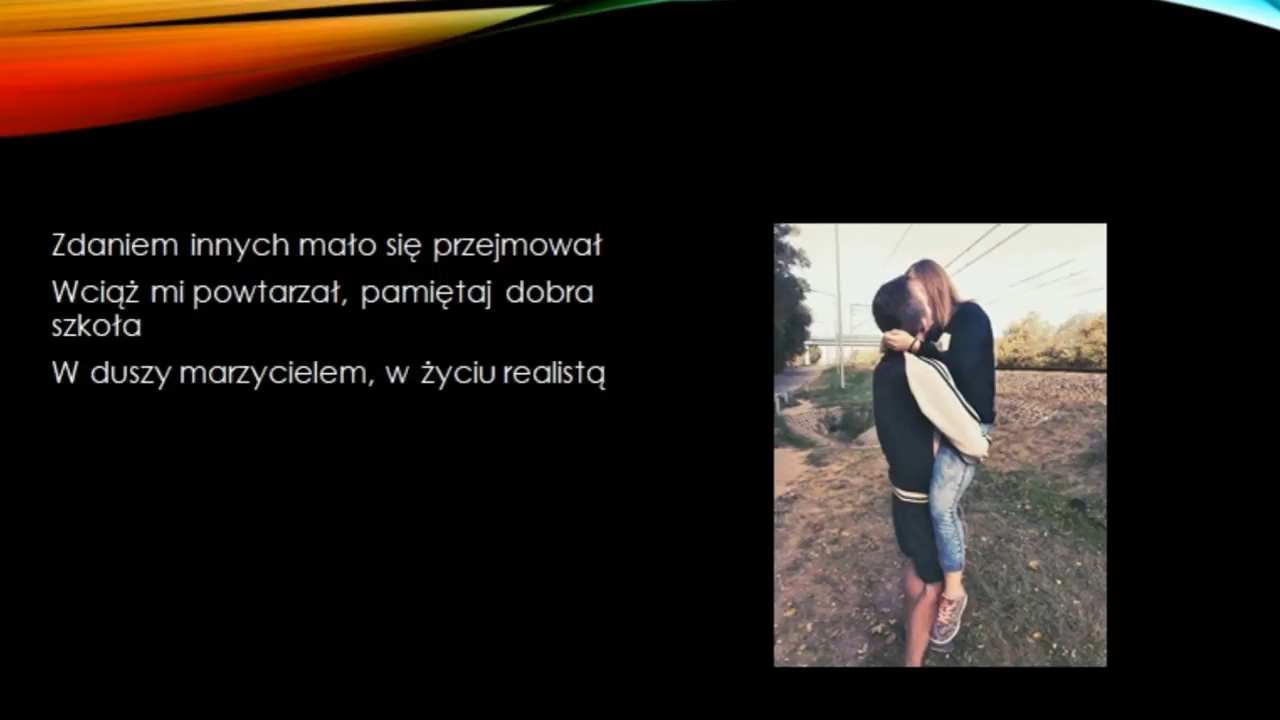 Zdaniem innych mało się przejmował
Wciąż mi powtarzał, pamiętaj dobra
szkoła
W duszy marzycielem, w życiu realistą